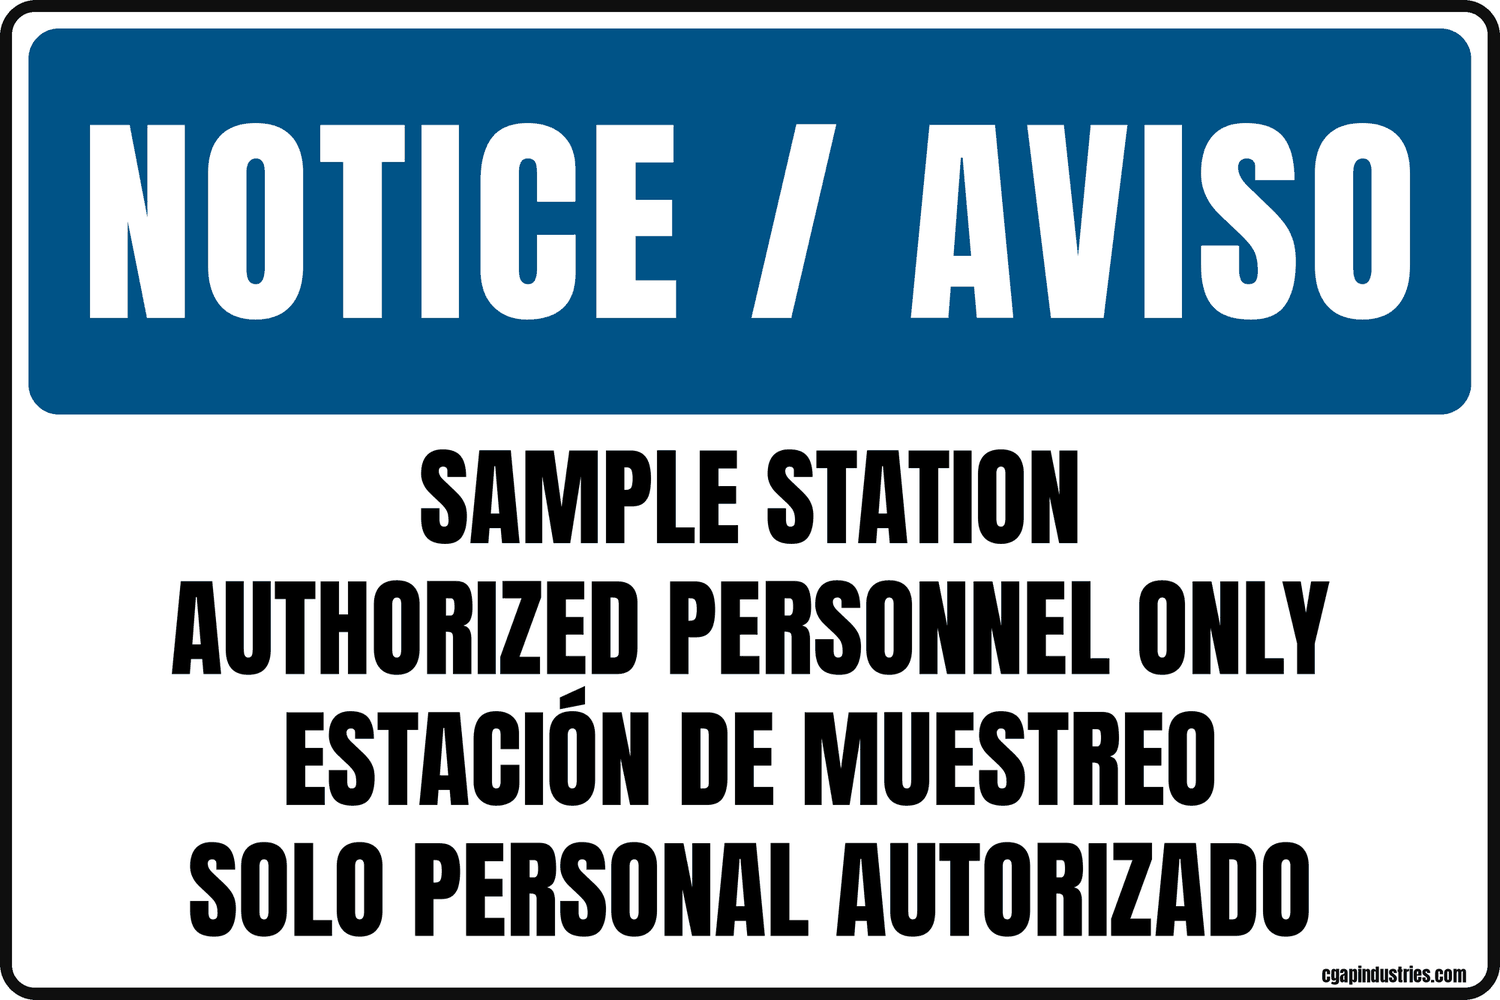 NOTICE / AVISO
SAMPLE STATION
AUTHORIZED PERSONNEL ONLY
ESTACIÓN DE MUESTREO
SOLO PERSONAL AUTORIZADO
cgapindustries.com